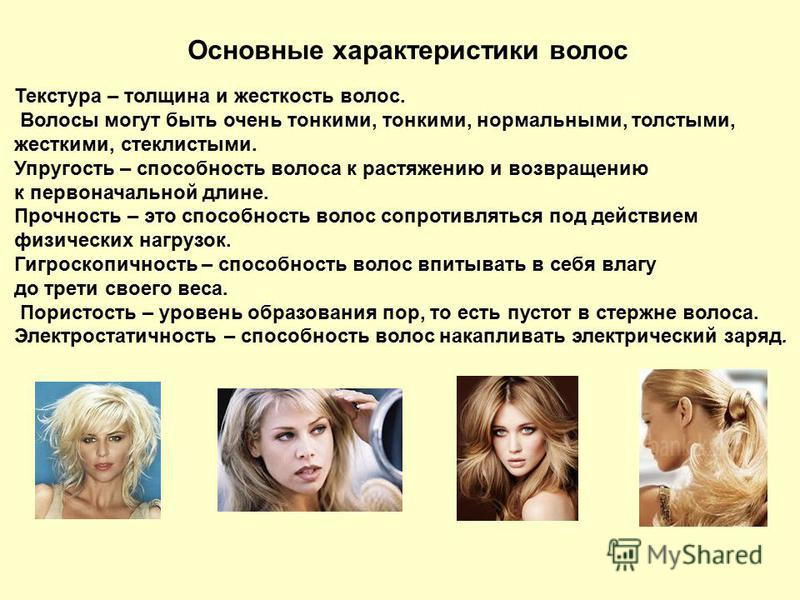 Основные характеристики волос
Текстура – толщина и жесткость волос.
Волосы могут быть очень тонкими, тонкими, нормальными, толстыми,
жесткими, стеклистыми.
Упругость – способность волоса к растяжению и возвращению
к первоначальной длине.
Прочность – это способность волос сопротивляться под действием
физических нагрузок.
Гигроскопичность – способность волос впитывать в себя влагу
до трети своего веса.
Пористость – уровень образования пор, то есть пустот в стержне волоса.
Электростатичность – способность волос накапливать электрический заряд.
MyShared